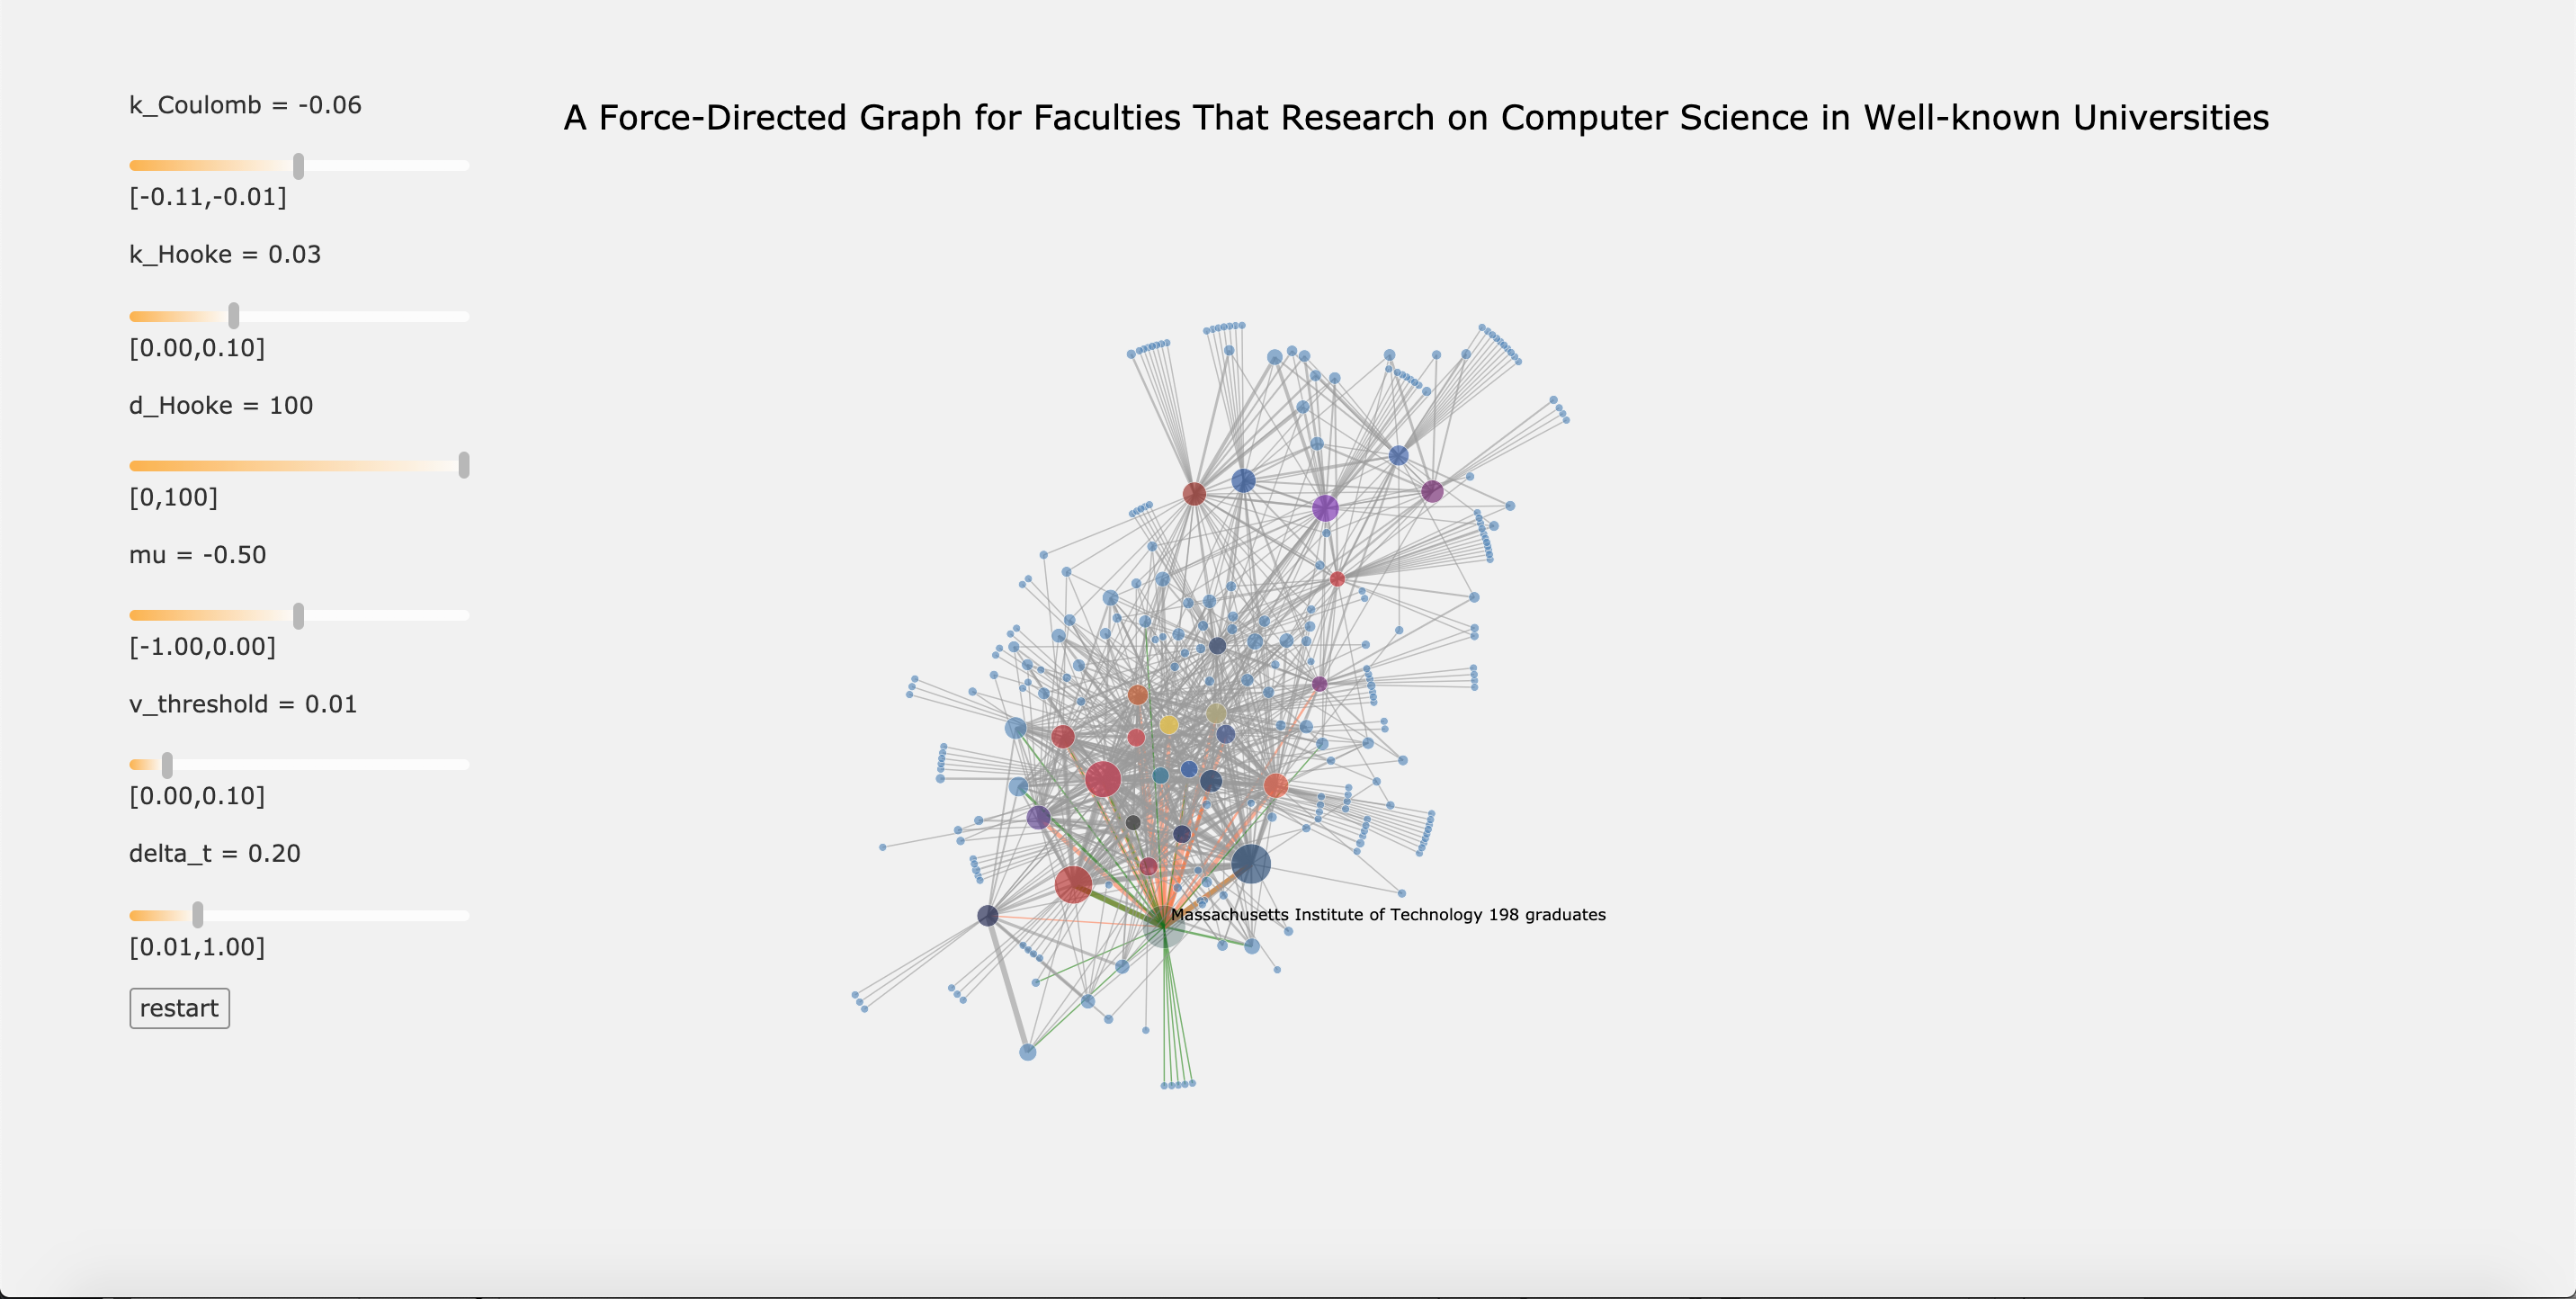 k_Coulomb = -0.06
A Force-Directed Graph for Faculties That Research on Computer Science in Well-known Universities
[-0.11,-0.01]
k_Hooke = 0.03
[0.00,0.10]
d_Hooke = 100
[0,100]
mu = -0.50
[-1.00,0.00]
v_threshold = 0.01
[0.00,0.10]
delta_t = 0.20
[0.01,1.00]
restart
Massachusetts Institute of Technology 198 graduates